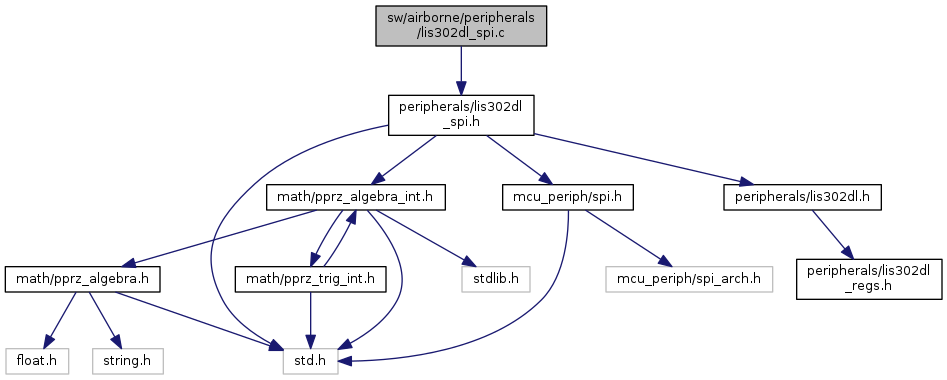 sw/airborne/peripherals
/lis302dl_spi.c
peripherals/lis302dl
_spi.h
math/pprz_algebra_int.h
mcu_periph/spi.h
peripherals/lis302dl.h
math/pprz_algebra.h
math/pprz_trig_int.h
stdlib.h
mcu_periph/spi_arch.h
peripherals/lis302dl
_regs.h
float.h
string.h
std.h